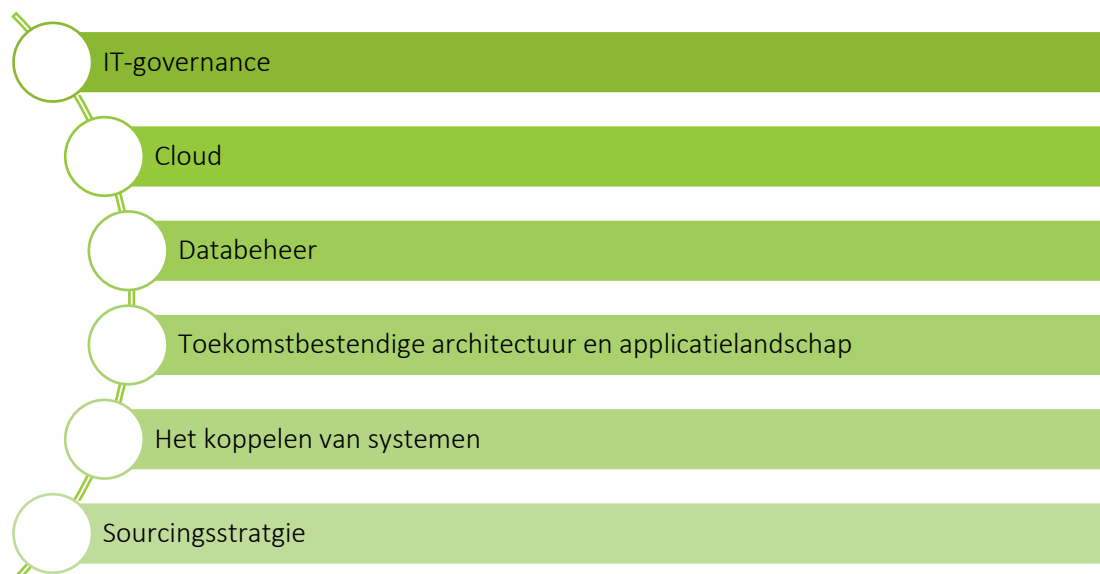 IT-governance
Cloud
Databeheer
Toekomstbestendige architectuur en applicatielandschap
Het koppelen van systemen
Sourcingsstratgie